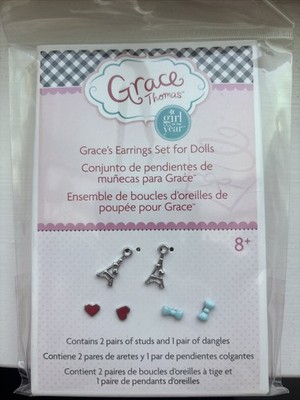 Grace
Thomas™
girl
of the
year
Grace's Earrings Set for Dolls
Conjunto de pendientes de
muñecas para Grace™
Ensemble de boucles d'oreilles de
poupée pour Grace™
8+
Contains 2 pairs of studs and 1 pair of dangles
Contiene 2 pares de aretes y 1 par de pendientes colgantes
Contient 2 paires de boucles d'oreilles à tige et
1 paire de pendants d'oreilles